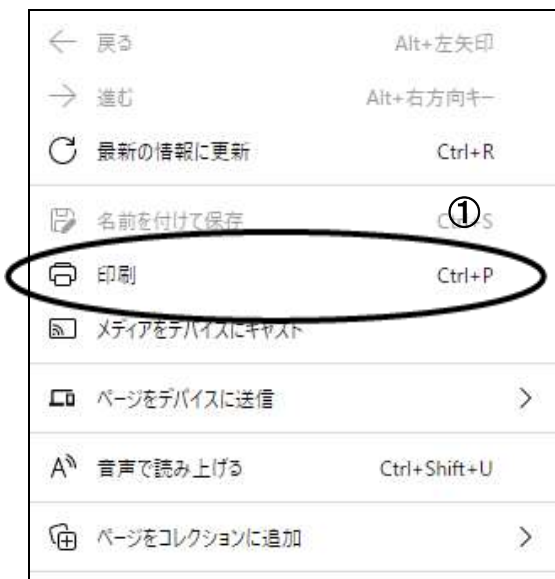 戻る Alt+左矢印
進む Alt+右方向キー
最新の情報に更新 Ctrl+R
名前を付けて保存 Ctrl+S
①
印刷 Ctrl+P
メディアをデバイスにキャスト
ページをデバイスに送信
音声で読み上げる Ctrl+Shift+U
ページをコレクションに追加